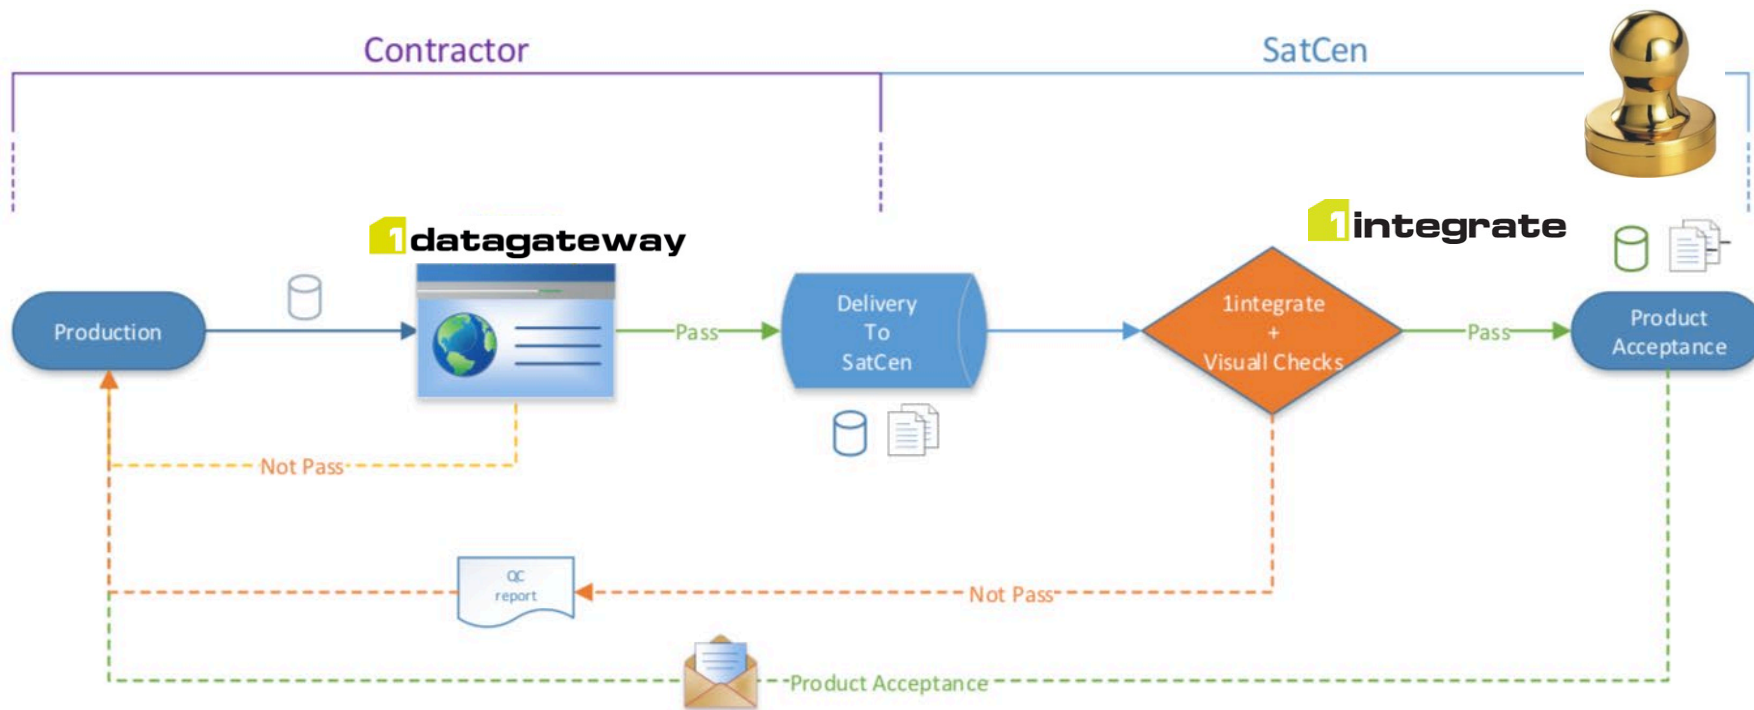 Contractor
SatCen
1datagateway
1integrate
Production
Pass
Delivery
To
SatCen
1integrate
+
Visuall Checks
Pass
Product
Acceptance
Not Pass
QC
report
Not Pass
Product Acceptance